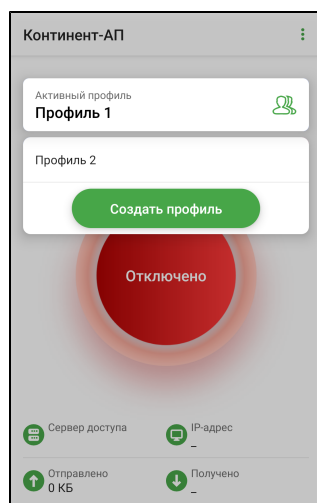 Континент-АП
Активный профиль
Профиль 1
Профиль 2
Создать профиль
Отключено
Сервер доступа
IP-адрес
–
Отправлено
0 КБ
Получено
–